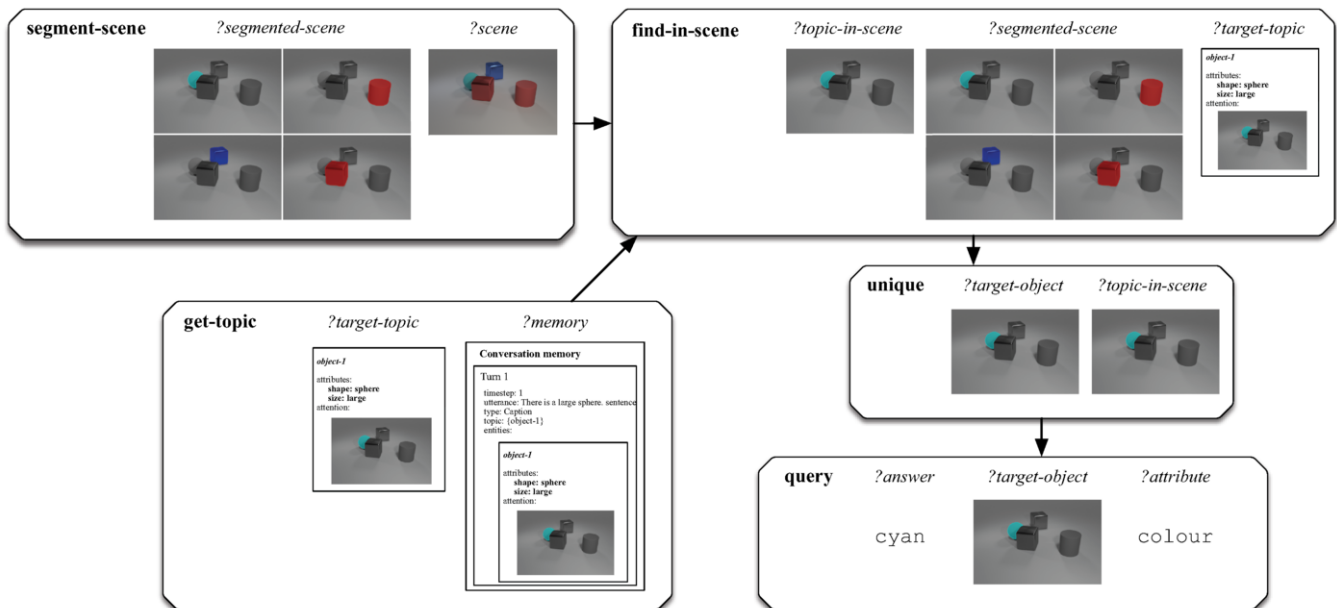 segment-scene ?segmented-scene ?scene
find-in-scene ?topic-in-scene ?segmented-scene ?target-topic
object-1
attributes:
shape: sphere
size: large
attention:
get-topic ?target-topic ?memory
object-1
attributes:
shape: sphere
size: large
attention:
Conversation memory
Turn 1
timestep: 1
utterance: There is a large sphere. sentence
type: Caption
topic: {object-1}
entities:
object-1
attributes:
shape: sphere
size: large
attention:
unique ?target-object ?topic-in-scene
query ?answer ?target-object ?attribute
cyan colour